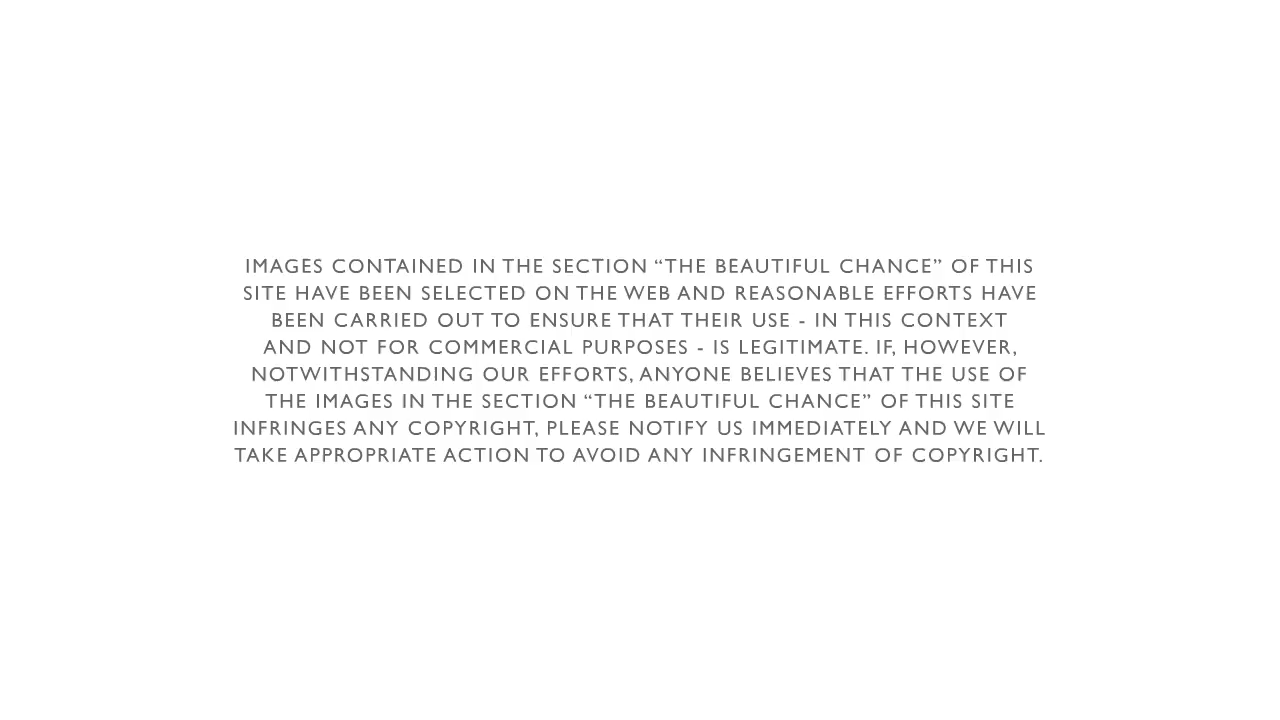 IMAGES CONTAINED IN THE SECTION “THE BEAUTIFUL CHANCE” OF THIS
SITE HAVE BEEN SELECTED ON THE WEB AND REASONABLE EFFORTS HAVE
BEEN CARRIED OUT TO ENSURE THAT THEIR USE - IN THIS CONTEXT
AND NOT FOR COMMERCIAL PURPOSES - IS LEGITIMATE. IF, HOWEVER,
NOTWITHSTANDING OUR EFFORTS, ANYONE BELIEVES THAT THE USE OF
THE IMAGES IN THE SECTION “THE BEAUTIFUL CHANCE” OF THIS SITE
INFRINGES ANY COPYRIGHT, PLEASE NOTIFY US IMMEDIATELY AND WE WILL
TAKE APPROPRIATE ACTION TO AVOID ANY INFRINGEMENT OF COPYRIGHT.